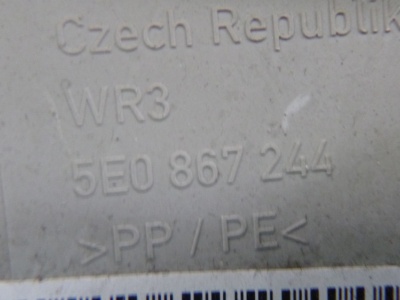 Czech Republik
WR3
5E0 867 244
>PP / PE<